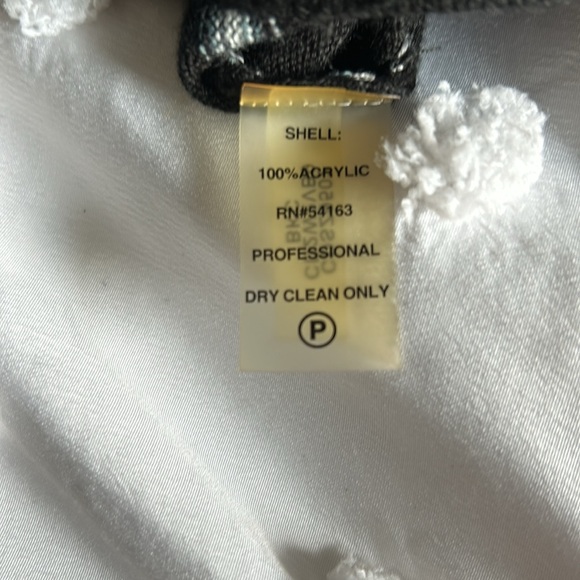 SHELL:
100%ACRYLIC
RN#54163
PROFESSIONAL
DRY CLEAN ONLY
P